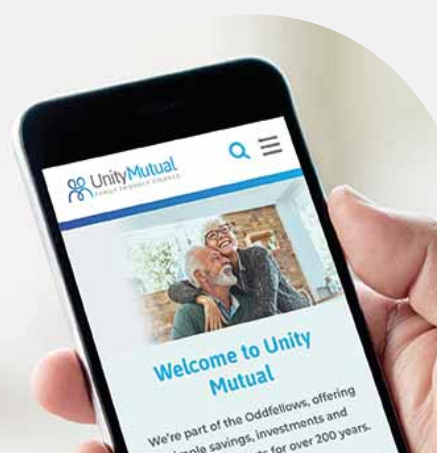 UnityMutual
FAMILY FRIENDLY FINANCE
Welcome to Unity
Mutual
We're part of the Oddfellows, offering
simple savings, investments and
for over 200 years.